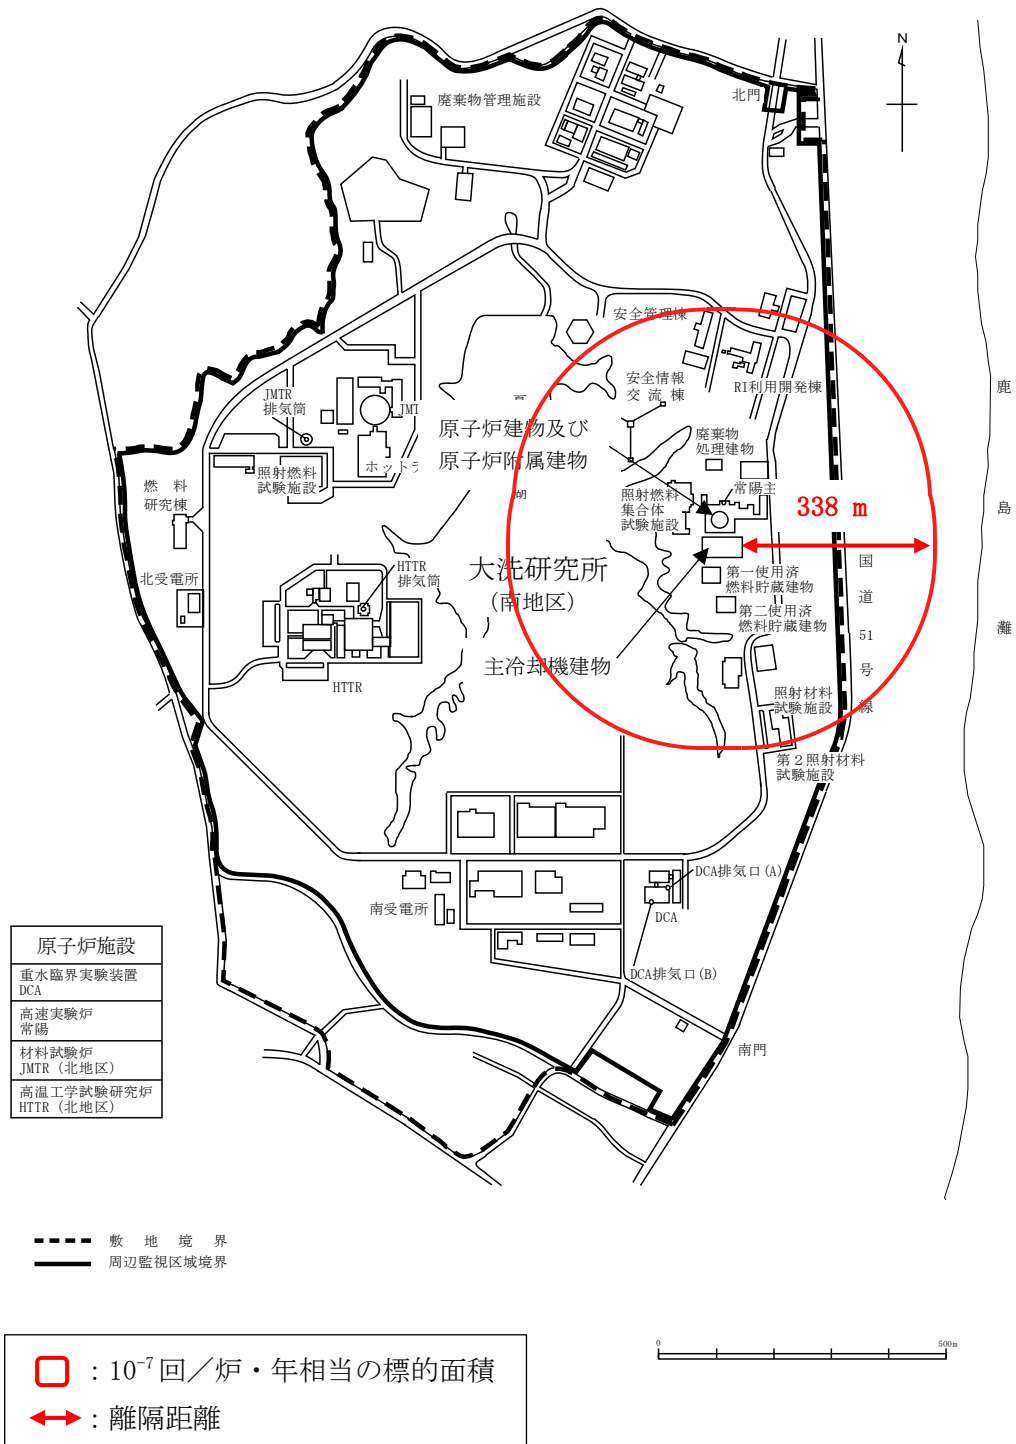 N
北門
廃棄物管理施設
安全管理棟
鹿
島
灘
安全情報
交 流 棟
RI利用開発棟
JMTR
排気筒
原子炉建物及び
原子炉附属建物
廃棄物
処理建物
ホットラ
照射燃料
試験施設
燃 料
研究棟
照射燃料
集合体
試験施設
常陽主
338 m
湖
HTTR
排気筒
大洗研究所
(南地区)
北受電所
第一使用済
燃料貯蔵建物
第二使用済
燃料貯蔵建物
国
道
51
号
線
主冷却機建物
HTTR
照射材料
試験施設
第２照射材料
試験施設
DCA排気口(A)
南受電所
DCA
DCA排気口(B)
南門
原子炉施設
重水臨界実験装置
DCA
高速実験炉
常陽
材料試験炉
JMTR (北地区)
高温工学試験研究炉
HTTR (北地区)
敷 地 境 界
周辺監視区域境界
0 500m
：10⁻⁷回／炉・年相当の標的面積
：離隔距離